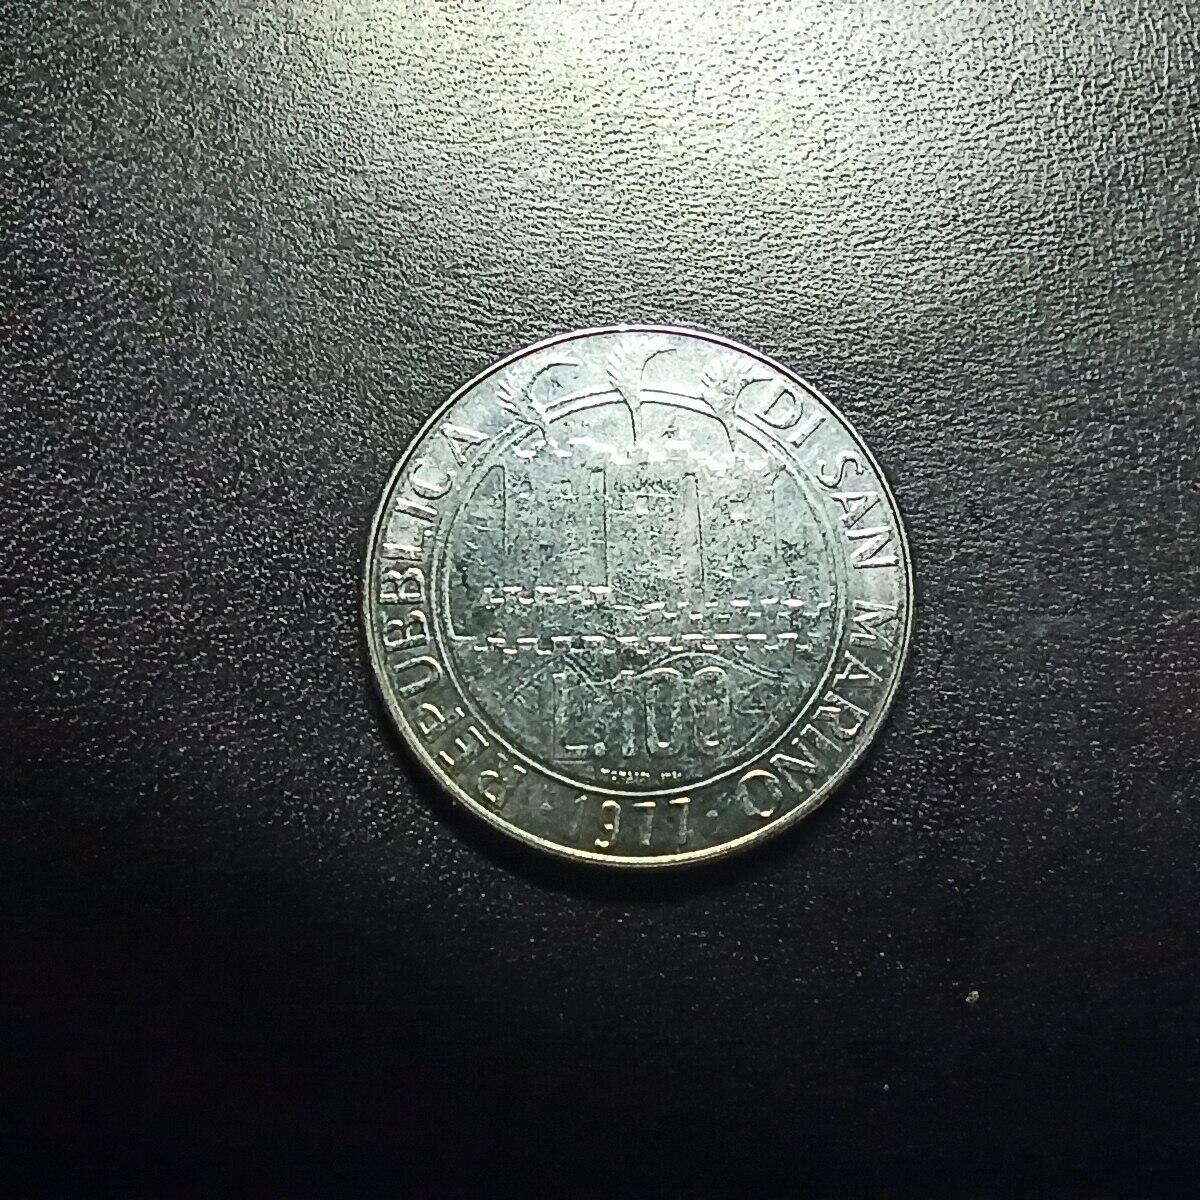 REPUBBLICA DI SAN MARINO
L.100
· 1977 ·